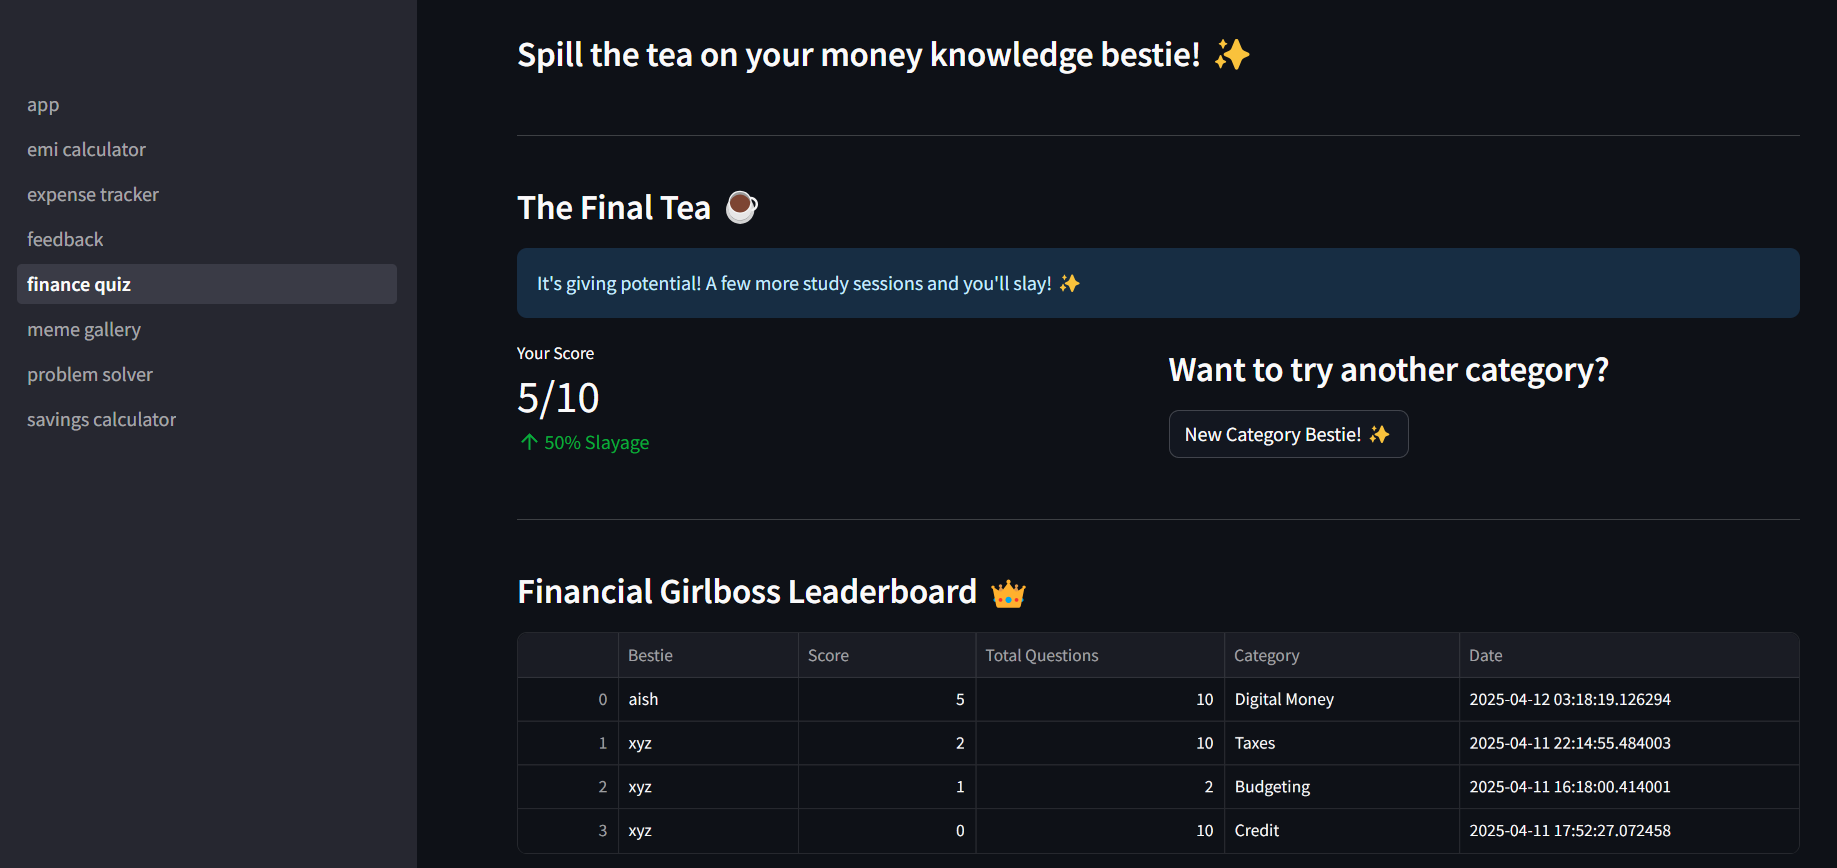 app
emi calculator
expense tracker
feedback
finance quiz
meme gallery
problem solver
savings calculator
Spill the tea on your money knowledge bestie! ✨
The Final Tea ☕
It's giving potential! A few more study sessions and you'll slay! ✨
Your Score
5/10
↑ 50% Slayage
Want to try another category?
New Category Bestie! ✨
Financial Girlboss Leaderboard 👑
Bestie Score Total Questions Category Date
0 aish 5 10 Digital Money 2025-04-12 03:18:19.126294
1 xyz 2 10 Taxes 2025-04-11 22:14:55.484003
2 xyz 1 2 Budgeting 2025-04-11 16:18:00.414001
3 xyz 0 10 Credit 2025-04-11 17:52:27.072458